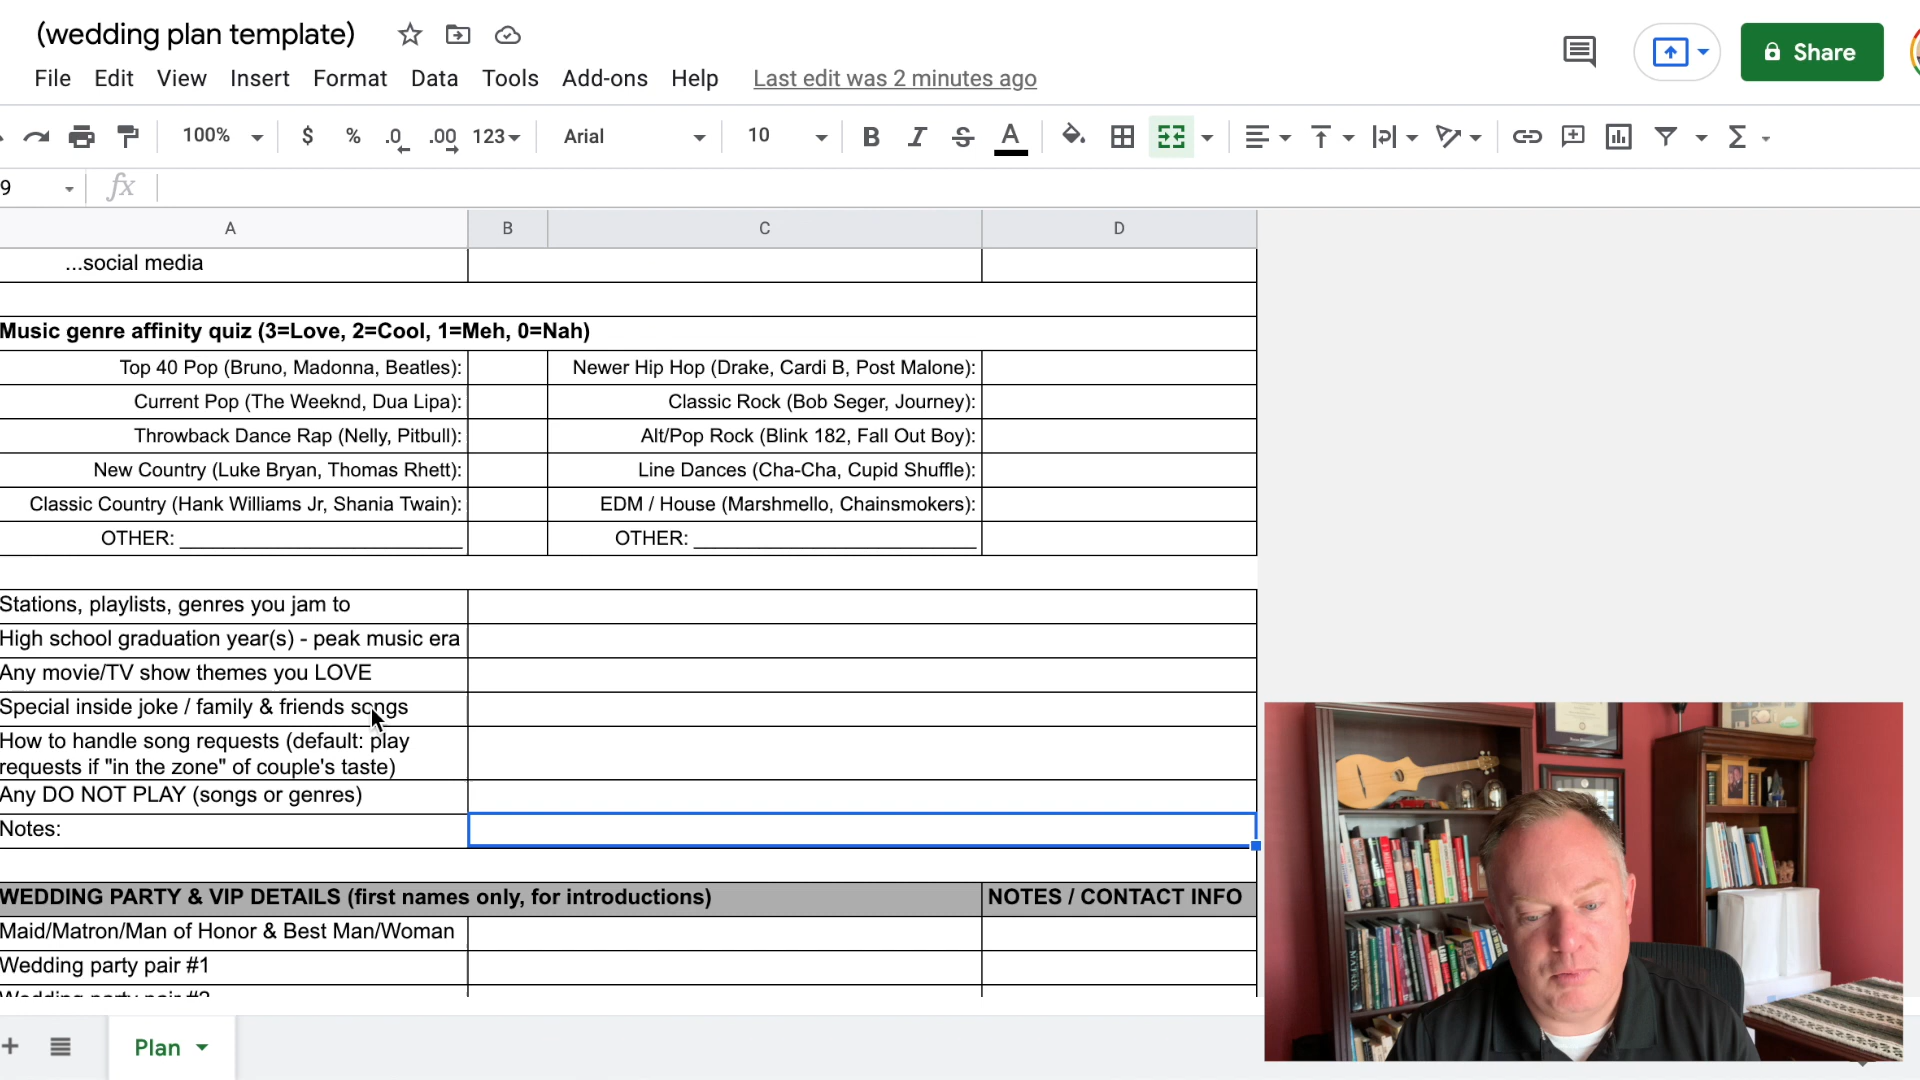 (wedding plan template)
File Edit View Insert Format Data Tools Add-ons Help Last edit was 2 minutes ago
Share
100% $ % .0 .00 123 Arial 10 B I S A
9 fx
A B C D
...social media
Music genre affinity quiz (3=Love, 2=Cool, 1=Meh, 0=Nah)
Top 40 Pop (Bruno, Madonna, Beatles): Newer Hip Hop (Drake, Cardi B, Post Malone):
Current Pop (The Weeknd, Dua Lipa): Classic Rock (Bob Seger, Journey):
Throwback Dance Rap (Nelly, Pitbull): Alt/Pop Rock (Blink 182, Fall Out Boy):
New Country (Luke Bryan, Thomas Rhett): Line Dances (Cha-Cha, Cupid Shuffle):
Classic Country (Hank Williams Jr, Shania Twain): EDM / House (Marshmello, Chainsmokers):
OTHER: __________________________ OTHER: __________________________
Stations, playlists, genres you jam to
High school graduation year(s) - peak music era
Any movie/TV show themes you LOVE
Special inside joke / family & friends songs
How to handle song requests (default: play
requests if "in the zone" of couple's taste)
Any DO NOT PLAY (songs or genres)
Notes:
WEDDING PARTY & VIP DETAILS (first names only, for introductions) NOTES / CONTACT INFO
Maid/Matron/Man of Honor & Best Man/Woman
Wedding party pair #1
Wedding party pair #2
Plan